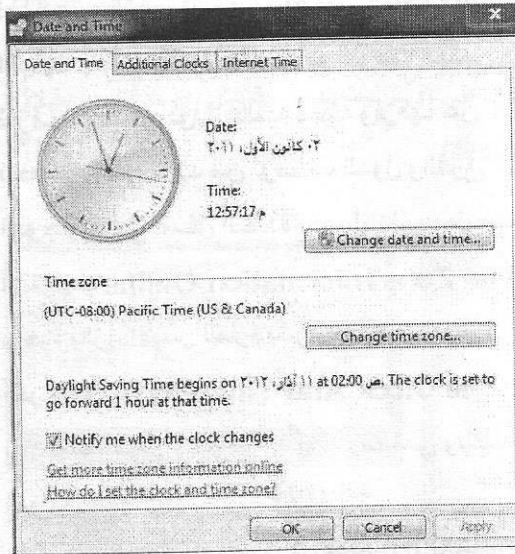 Date and Time
Date and Time Additional Clocks Internet Time
Date:
٠٢ كانون الأول، ٢٠١١
Time:
12:57:17 م
Change date and time...
Time zone
(UTC-08:00) Pacific Time (US & Canada)
Change time zone...
Daylight Saving Time begins on ١١ آذار، ٢٠١٢ at 02:00 ص. The clock is set to
go forward 1 hour at that time.
Notify me when the clock changes
Get more time zone information online
How do I set the clock and time zone?
OK Cancel Apply